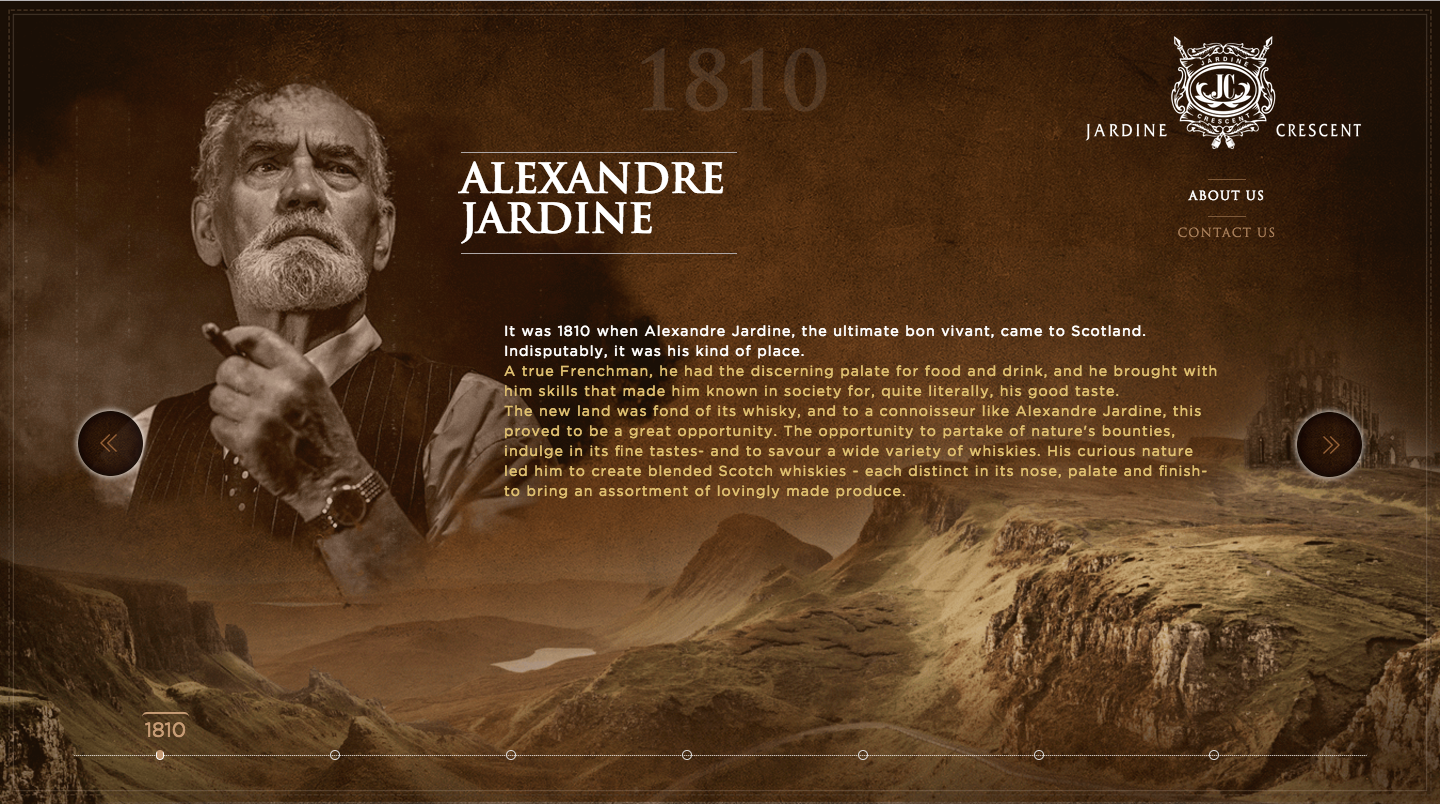 1810
JARDINE
JC
CRESCENT
JARDINE CRESCENT
ABOUT US
CONTACT US
ALEXANDRE
JARDINE
It was 1810 when Alexandre Jardine, the ultimate bon vivant, came to Scotland.
Indisputably, it was his kind of place.
A true Frenchman, he had the discerning palate for food and drink, and he brought with
him skills that made him known in society for, quite literally, his good taste.
The new land was fond of its whisky, and to a connoisseur like Alexandre Jardine, this
proved to be a great opportunity. The opportunity to partake of nature's bounties,
indulge in its fine tastes- and to savour a wide variety of whiskies. His curious nature
led him to create blended Scotch whiskies - each distinct in its nose, palate and finish-
to bring an assortment of lovingly made produce.
1810